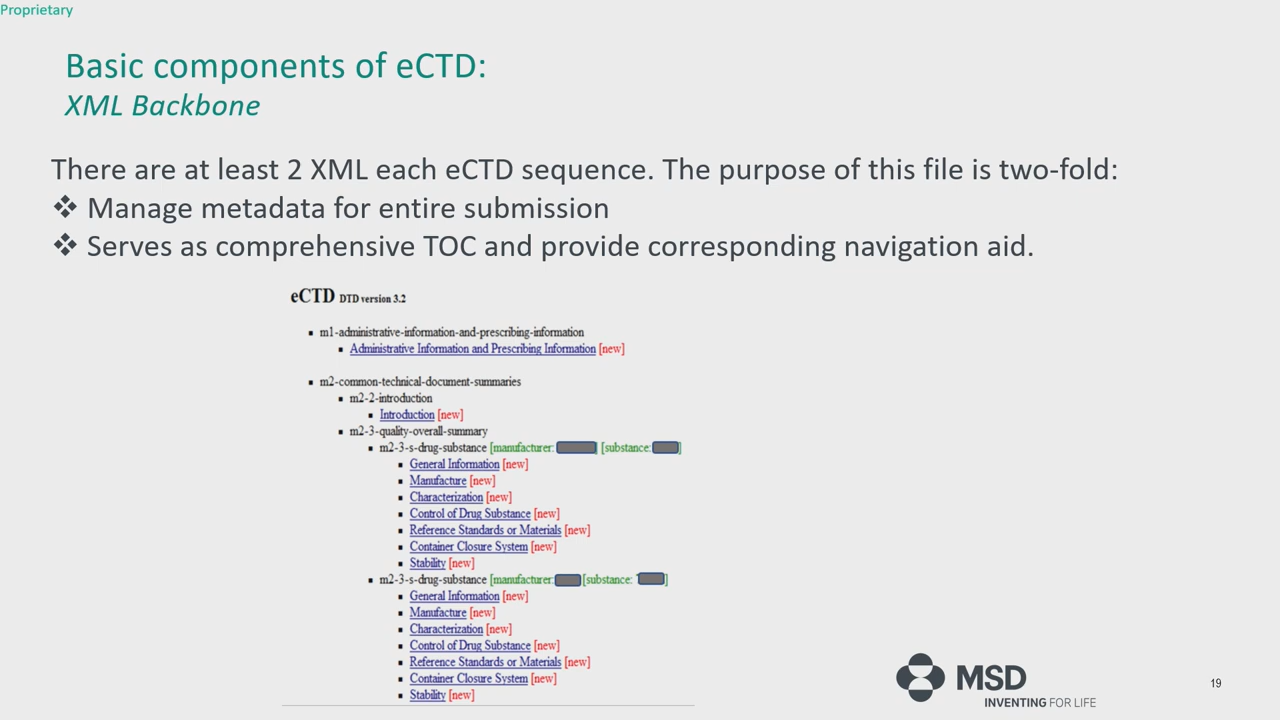 Proprietary
Basic components of eCTD:
XML Backbone
There are at least 2 XML each eCTD sequence. The purpose of this file is two-fold:
❖ Manage metadata for entire submission
❖ Serves as comprehensive TOC and provide corresponding navigation aid.
eCTD DTD version 3.2
▪ m1-administrative-information-and-prescribing-information
▪ Administrative Information and Prescribing Information [new]
▪ m2-common-technical-document-summaries
▪ m2-2-introduction
▪ Introduction [new]
▪ m2-3-quality-overall-summary
▪ m2-3-s-drug-substance [manufacturer: ] [substance: ]
▪ General Information [new]
▪ Manufacture [new]
▪ Characterization [new]
▪ Control of Drug Substance [new]
▪ Reference Standards or Materials [new]
▪ Container Closure System [new]
▪ Stability [new]
▪ m2-3-s-drug-substance [manufacturer: [substance: ]
▪ General Information [new]
▪ Manufacture [new]
▪ Characterization [new]
▪ Control of Drug Substance [new]
▪ Reference Standards or Materials [new]
▪ Container Closure System [new]
▪ Stability [new]
MSD
INVENTING FOR LIFE
19